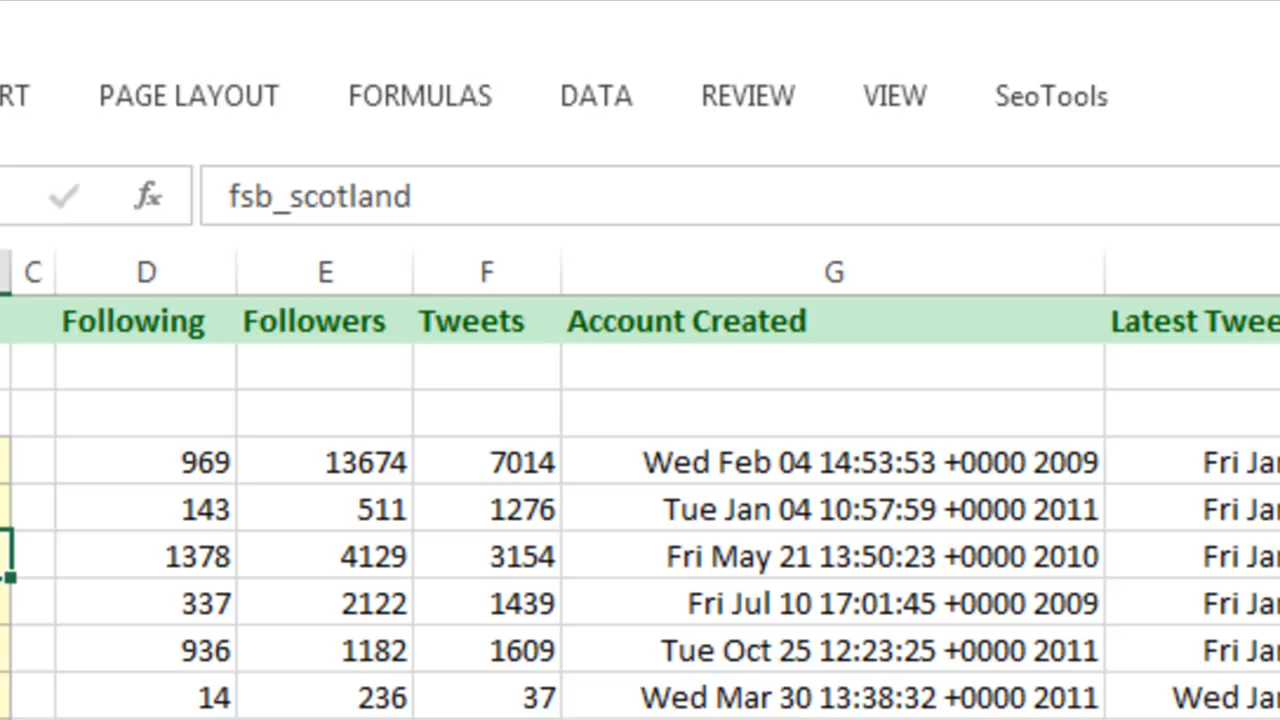 RT PAGE LAYOUT FORMULAS DATA REVIEW VIEW SeoTools
fx fsb_scotland
C D E F G
Following Followers Tweets Account Created Latest Twee
969 13674 7014 Wed Feb 04 14:53:53 +0000 2009 Fri Jan
143 511 1276 Tue Jan 04 10:57:59 +0000 2011 Fri Jan
1378 4129 3154 Fri May 21 13:50:23 +0000 2010 Fri Jan
337 2122 1439 Fri Jul 10 17:01:45 +0000 2009 Fri Jan
936 1182 1609 Tue Oct 25 12:23:25 +0000 2011 Fri Jan
14 236 37 Wed Mar 30 13:38:32 +0000 2011 Wed Jan